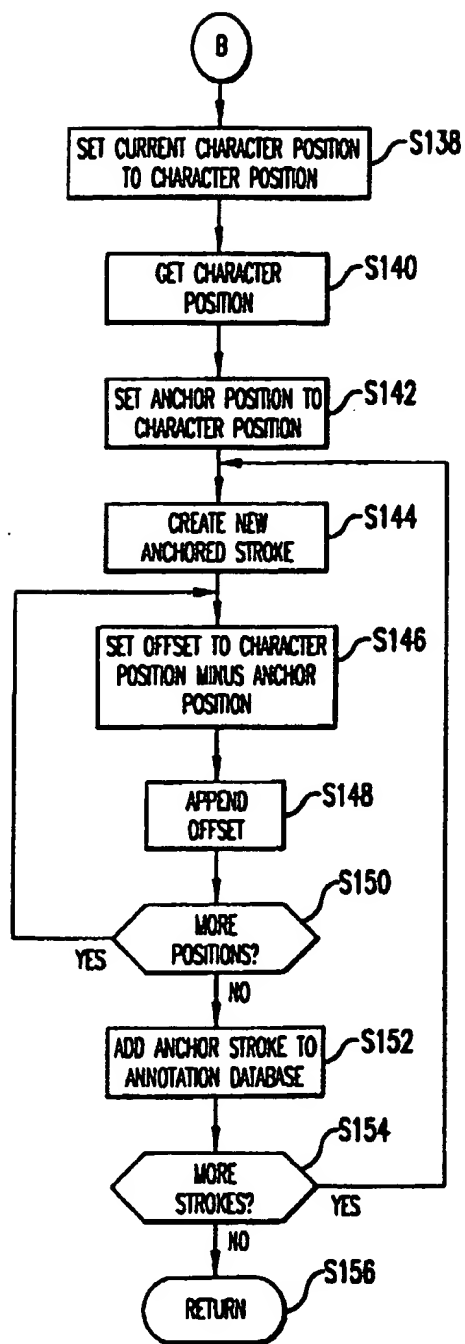 B
SET CURRENT CHARACTER POSITION
TO CHARACTER POSITION
S138
GET CHARACTER
POSITION
S140
SET ANCHOR POSITION TO
CHARACTER POSITION
S142
CREATE NEW
ANCHORED STROKE
S144
SET OFFSET TO CHARACTER
POSITION MINUS ANCHOR
POSITION
S146
APPEND
OFFSET
S148
MORE
POSITIONS?
S150
YES
NO
ADD ANCHOR STROKE TO
ANNOTATION DATABASE
S152
MORE
STROKES?
S154
YES
NO
RETURN
S156